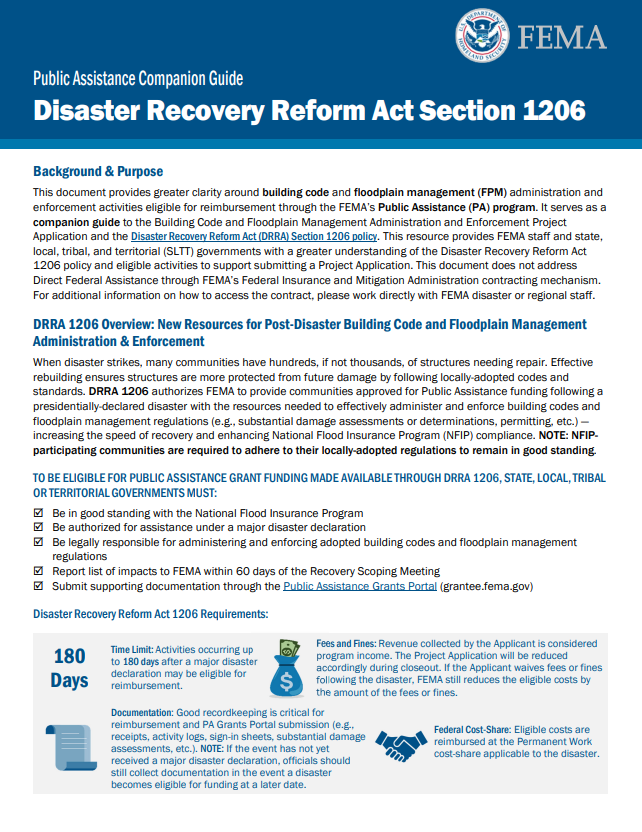 U.S. DEPARTMENT OF
HOMELAND SECURITY
FEMA
Public Assistance Companion Guide
Disaster Recovery Reform Act Section 1206
Background & Purpose
This document provides greater clarity around building code and floodplain management (FPM) administration and
enforcement activities eligible for reimbursement through the FEMA's Public Assistance (PA) program. It serves as a
companion guide to the Building Code and Floodplain Management Administration and Enforcement Project
Application and the Disaster Recovery Reform Act (DRRA) Section 1206 policy. This resource provides FEMA staff and state,
local, tribal, and territorial (SLTT) governments with a greater understanding of the Disaster Recovery Reform Act
1206 policy and eligible activities to support submitting a Project Application. This document does not address
Direct Federal Assistance through FEMA's Federal Insurance and Mitigation Administration contracting mechanism.
For additional information on how to access the contract, please work directly with FEMA disaster or regional staff.
DRRA 1206 Overview: New Resources for Post-Disaster Building Code and Floodplain Management
Administration & Enforcement
When disaster strikes, many communities have hundreds, if not thousands, of structures needing repair. Effective
rebuilding ensures structures are more protected from future damage by following locally-adopted codes and
standards. DRRA 1206 authorizes FEMA to provide communities approved for Public Assistance funding following a
presidentially-declared disaster with the resources needed to effectively administer and enforce building codes and
floodplain management regulations (e.g., substantial damage assessments or determinations, permitting, etc.) —
increasing the speed of recovery and enhancing National Flood Insurance Program (NFIP) compliance. NOTE: NFIP-
participating communities are required to adhere to their locally-adopted regulations to remain in good standing.
TO BE ELIGIBLE FOR PUBLIC ASSISTANCE GRANT FUNDING MADE AVAILABLE THROUGH DRRA 1206, STATE, LOCAL, TRIBAL
OR TERRITORIAL GOVERNMENTS MUST:
☑ Be in good standing with the National Flood Insurance Program
☑ Be authorized for assistance under a major disaster declaration
☑ Be legally responsible for administering and enforcing adopted building codes and floodplain management
regulations
☑ Report list of impacts to FEMA within 60 days of the Recovery Scoping Meeting
☑ Submit supporting documentation through the Public Assistance Grants Portal (grantee.fema.gov)
Disaster Recovery Reform Act 1206 Requirements:
180
Days
Time Limit: Activities occurring up
to 180 days after a major disaster
declaration may be eligible for
reimbursement.
$
Fees and Fines: Revenue collected by the Applicant is considered
program income. The Project Application will be reduced
accordingly during closeout. If the Applicant waives fees or fines
following the disaster, FEMA still reduces the eligible costs by
the amount of the fees or fines.
Documentation: Good recordkeeping is critical for
reimbursement and PA Grants Portal submission (e.g.,
receipts, activity logs, sign-in sheets, substantial damage
assessments, etc.). NOTE: If the event has not yet
received a major disaster declaration, officials should
still collect documentation in the event a disaster
becomes eligible for funding at a later date.
Federal Cost-Share: Eligible costs are
reimbursed at the Permanent Work
cost-share applicable to the disaster.